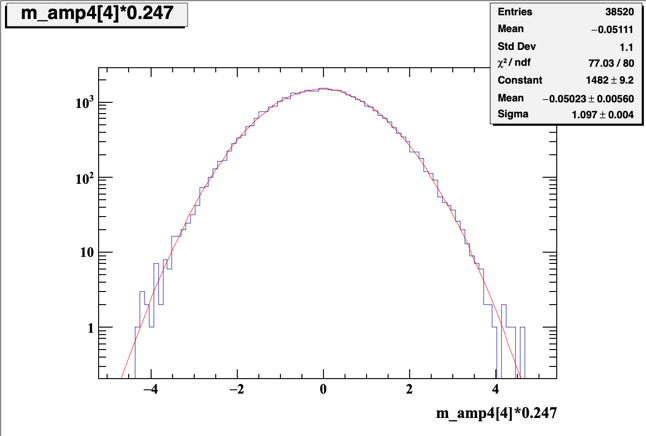 m_amp4[4]*0.247
Entries 38520
Mean −0.05111
Std Dev 1.1
χ² / ndf 77.03 / 80
Constant 1482 ± 9.2
Mean −0.05023 ± 0.00560
Sigma 1.097 ± 0.004
10³
10²
10
1
−4 −2 0 2 4
m_amp4[4]*0.247